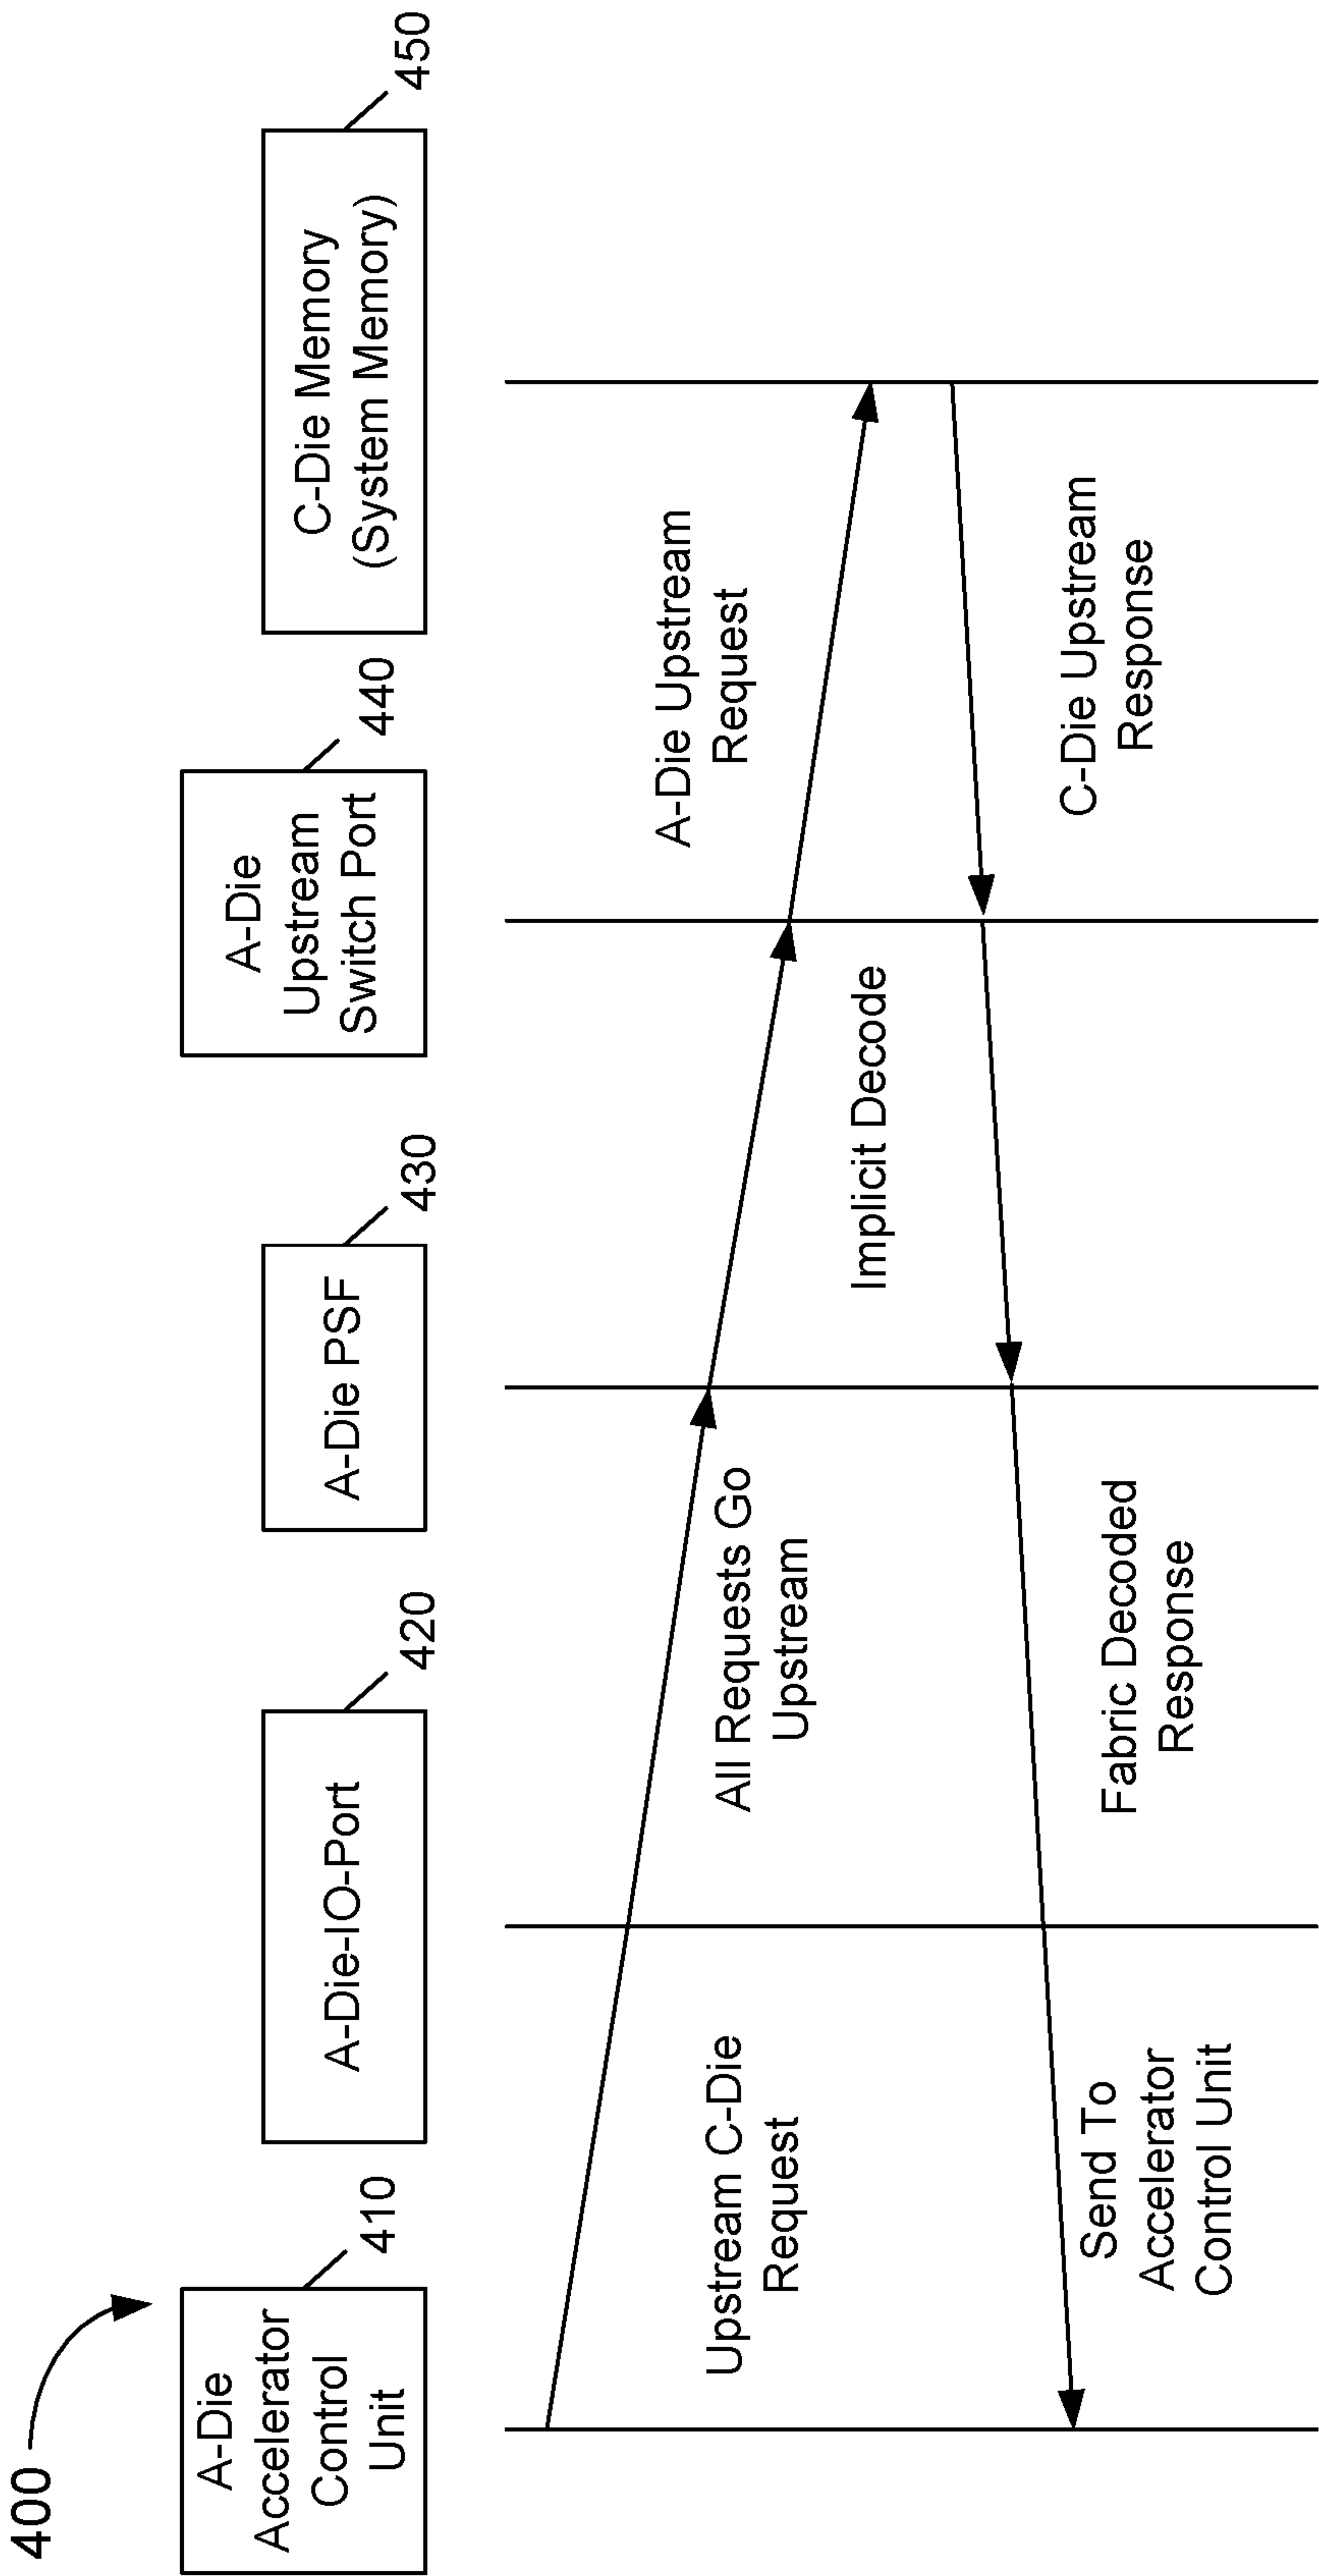 400
A-Die
Accelerator
Control
Unit
410
A-Die-IO-Port
420
A-Die PSF
430
A-Die
Upstream
Switch Port
440
C-Die Memory
(System Memory)
450
Upstream C-Die
Request
All Requests Go
Upstream
Implicit Decode
A-Die Upstream
Request
Send To
Accelerator
Control Unit
Fabric Decoded
Response
C-Die Upstream
Response